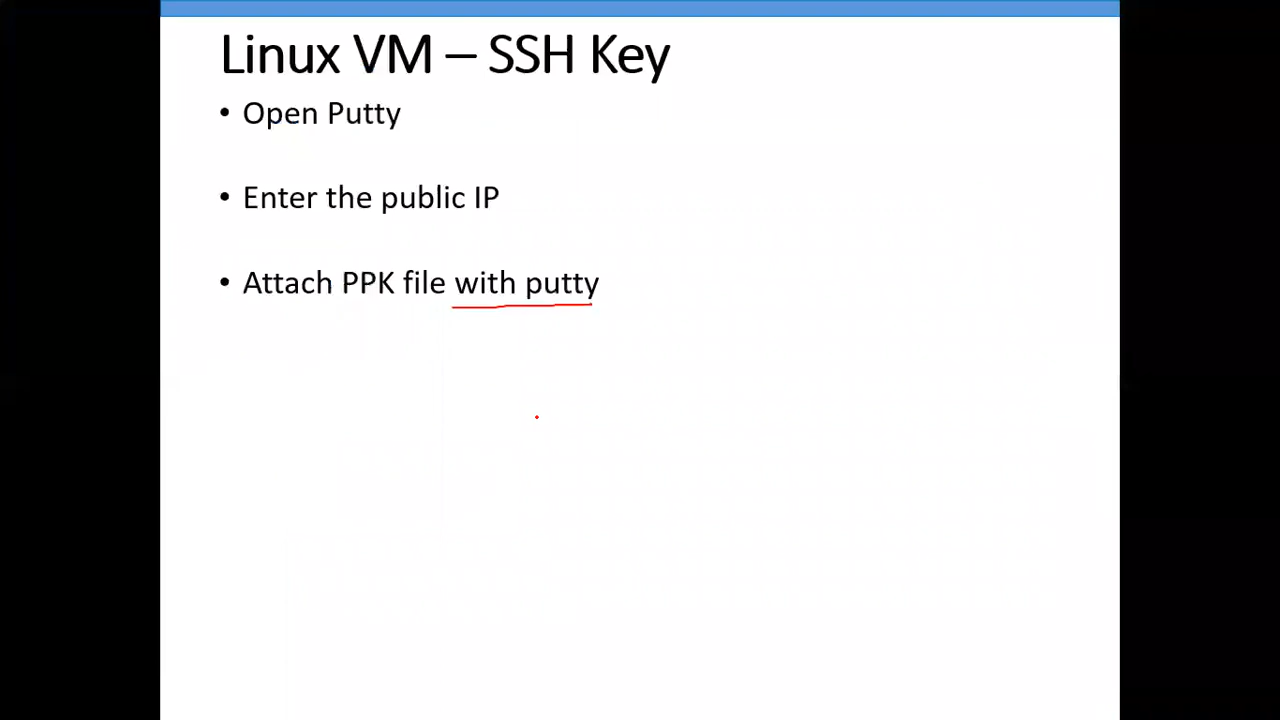 Linux VM – SSH Key
• Open Putty
• Enter the public IP
• Attach PPK file with putty